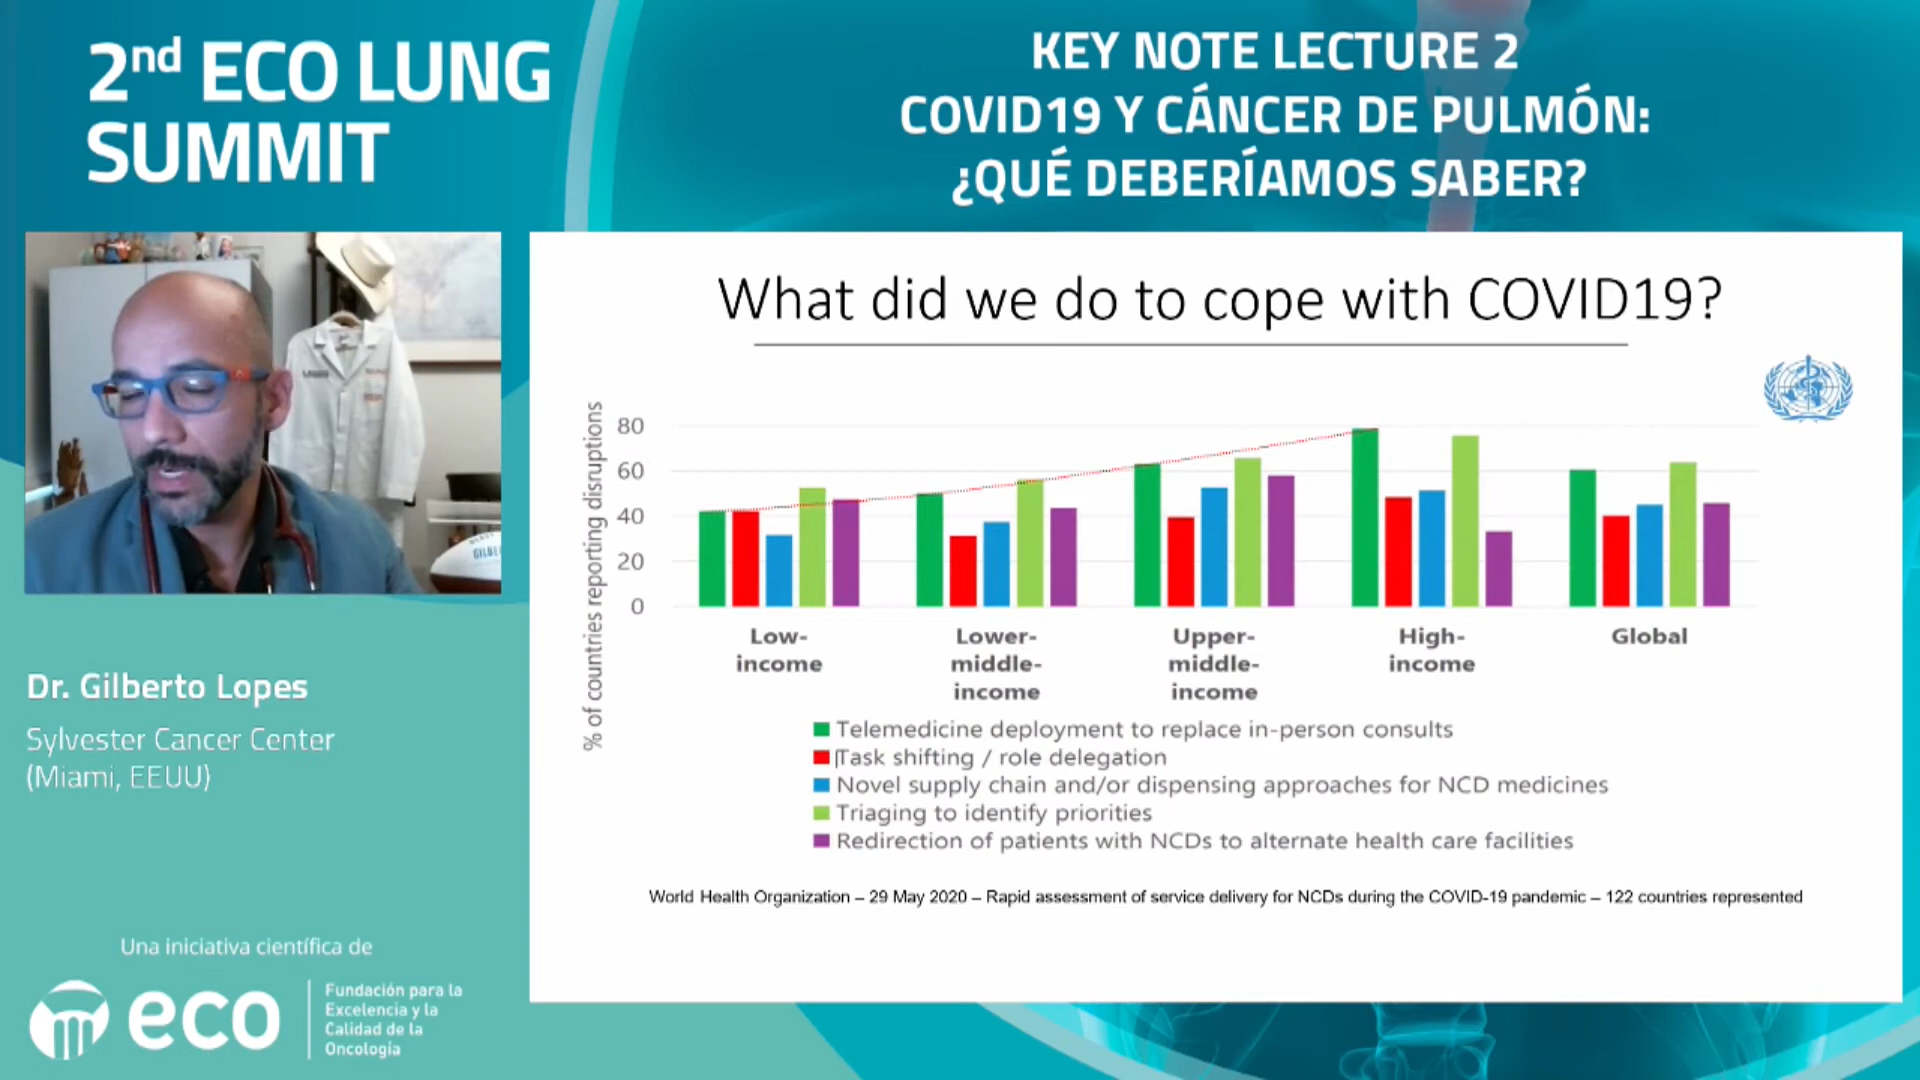 2nd ECO LUNG
SUMMIT
KEY NOTE LECTURE 2
COVID19 Y CÁNCER DE PULMÓN:
¿QUÉ DEBERÍAMOS SABER?
What did we do to cope with COVID19?
% of countries reporting disruptions
80
60
40
20
0
Low-
income
Lower-
middle-
income
Upper-
middle-
income
High-
income
Global
Telemedicine deployment to replace in-person consults
Task shifting / role delegation
Novel supply chain and/or dispensing approaches for NCD medicines
Triaging to identify priorities
Redirection of patients with NCDs to alternate health care facilities
World Health Organization – 29 May 2020 – Rapid assessment of service delivery for NCDs during the COVID-19 pandemic – 122 countries represented
Dr. Gilberto Lopes
Sylvester Cancer Center
(Miami, EEUU)
Una iniciativa científica de
eco
Fundación para la
Excelencia y la
Calidad de la
Oncología